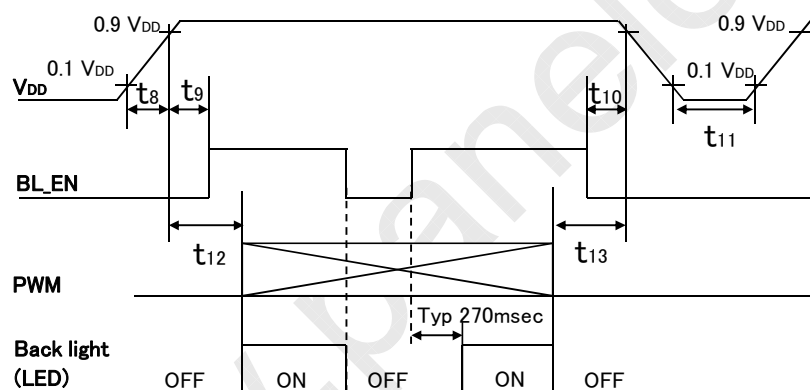 0.9 VDD
0.9 VDD
0.1 VDD
0.1 VDD
VDD
t8
t9
t10
t11
BL_EN
t12
t13
PWM
Typ 270msec
Back light
(LED)
OFF
ON
OFF
ON
OFF